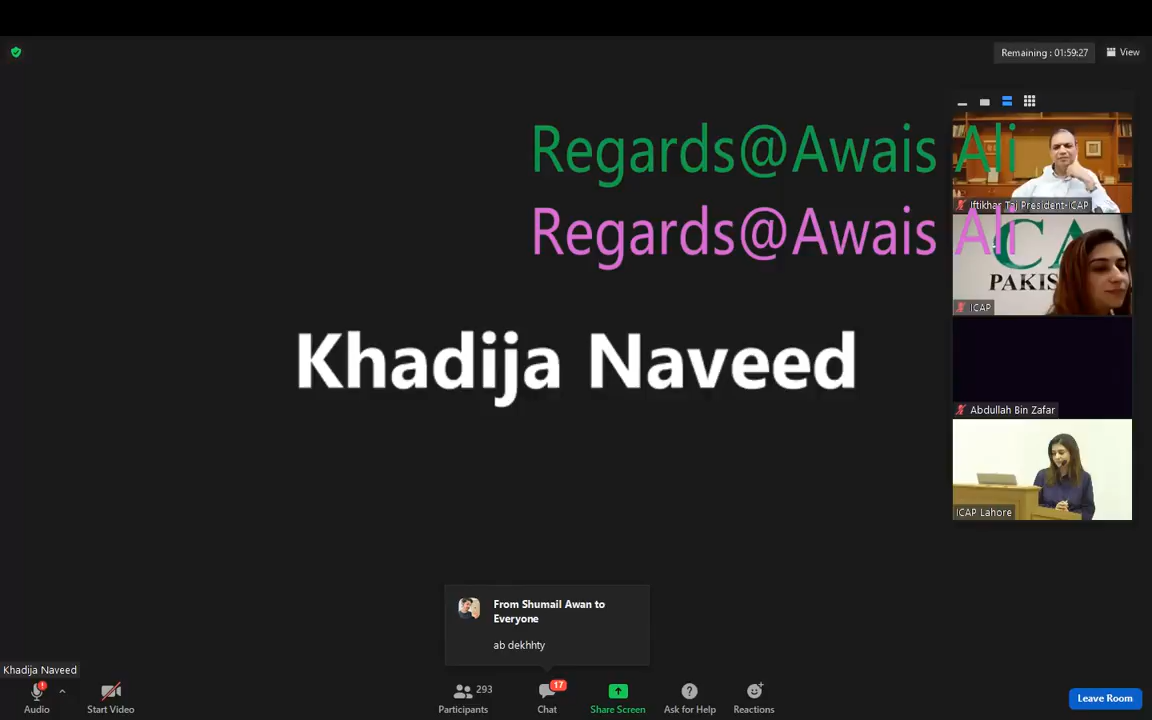 Remaining : 01:59:27
View
Regards@Awais Ali
Iftikhar Taj President-ICAP
Regards@Awais Ali
CA
PAKIS
ICAP
Khadija Naveed
Abdullah Bin Zafar
ICAP Lahore
From Shumail Awan to
Everyone
ab dekhhty
Khadija Naveed
293
17
Audio
Start Video
Participants
Chat
Share Screen
Ask for Help
Reactions
Leave Room